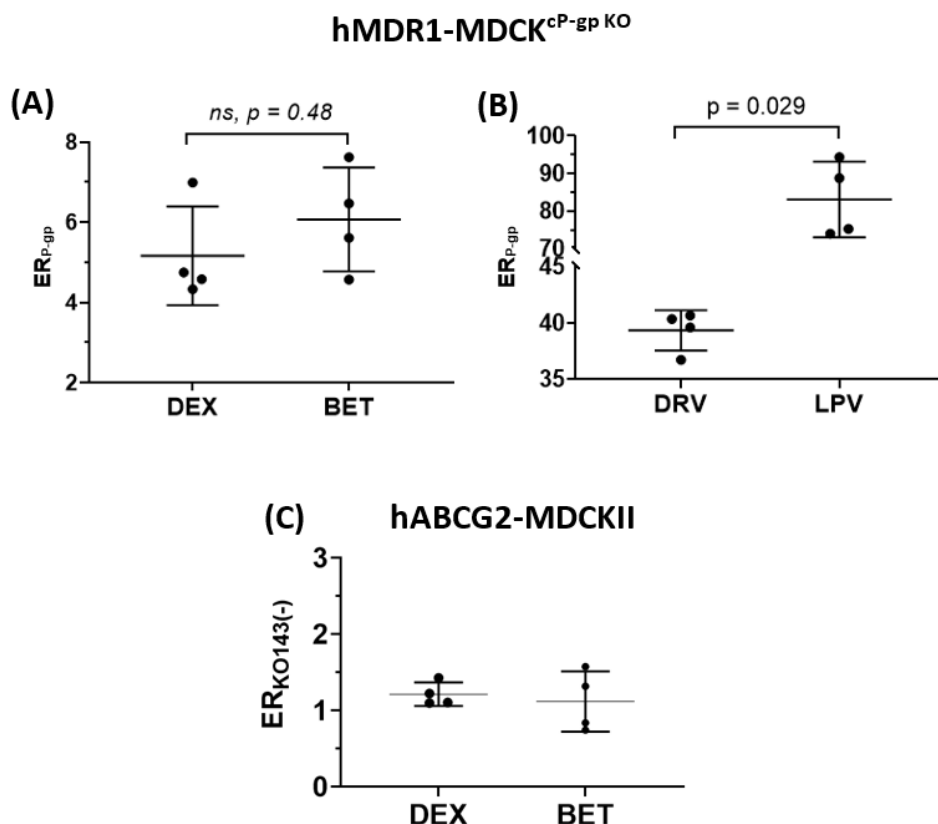 hMDR1-MDCKcP-gp KO
(A)
ns, p = 0.48
8
6
4
2
ERP-gp
DEX BET
(B)
p = 0.029
100
90
80
70
45
40
35
ERP-gp
DRV LPV
(C) hABCG2-MDCKII
3
2
1
0
ERKO143(-)
DEX BET